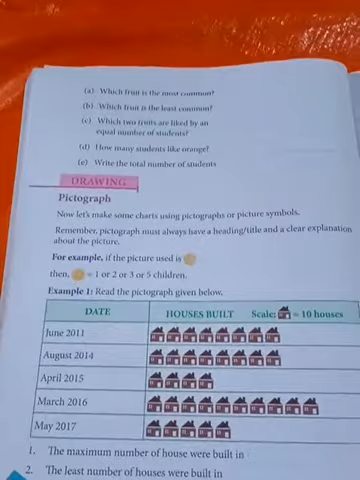 (a) Which fruit is the most common?
(b) Which fruit is the least common?
(c) Which two fruits are liked by an
equal number of students?
(d) How many students like orange?
(e) Write the total number of students
DRAWING
Pictograph
Now let's make some charts using pictographs or picture symbols.
Remember, pictograph must always have a heading/title and a clear explanation
about the picture.
For example, if the picture used is
then, = 1 or 2 or 3 or 5 children.
Example 1: Read the pictograph given below.
DATE HOUSES BUILT Scale: = 10 houses
June 2011
August 2014
April 2015
March 2016
May 2017
1. The maximum number of house were built in
2. The least number of houses were built in